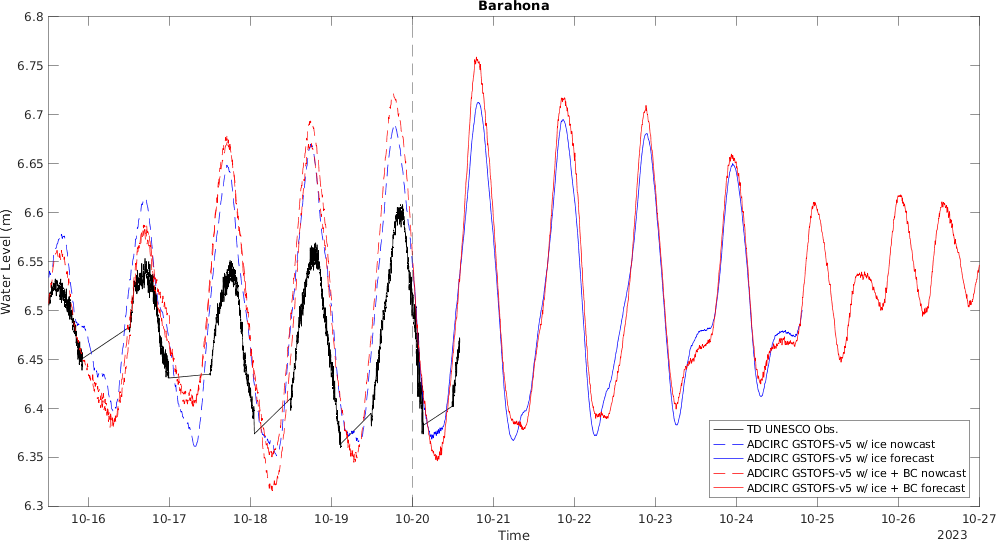 Barahona
6.8
6.75
6.7
6.65
6.6
6.55
6.5
6.45
6.4
6.35
6.3
Water Level (m)
TD UNESCO Obs.
ADCIRC GSTOFS-v5 w/ ice nowcast
ADCIRC GSTOFS-v5 w/ ice forecast
ADCIRC GSTOFS-v5 w/ ice + BC nowcast
ADCIRC GSTOFS-v5 w/ ice + BC forecast
10-16 10-17 10-18 10-19 10-20 10-21 10-22 10-23 10-24 10-25 10-26 10-27
Time
2023